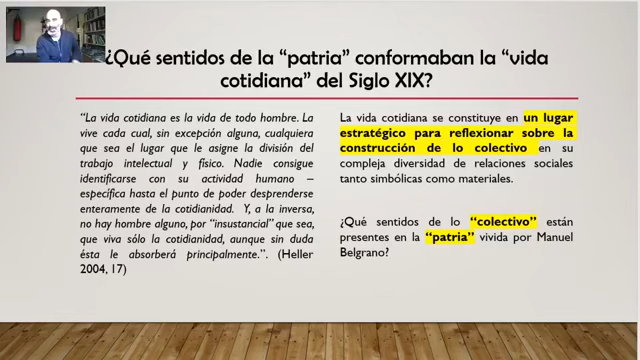 ¿Qué sentidos de la “patria” conformaban la “vida
cotidiana” del Siglo XIX?
“La vida cotidiana es la vida de todo hombre. La
vive cada cual, sin excepción alguna, cualquiera
que sea el lugar que le asigne la división del
trabajo intelectual y físico. Nadie consigue
identificarse con su actividad humano –
específica hasta el punto de poder desprenderse
enteramente de la cotidianidad. Y, a la inversa,
no hay hombre alguno, por “insustancial” que sea,
que viva sólo la cotidianidad, aunque sin duda
ésta le absorberá principalmente.”. (Heller
2004, 17)
La vida cotidiana se constituye en un lugar
estratégico para reflexionar sobre la
construcción de lo colectivo en su
compleja diversidad de relaciones sociales
tanto simbólicas como materiales.
¿Qué sentidos de lo “colectivo” están
presentes en la “patria” vivida por Manuel
Belgrano?